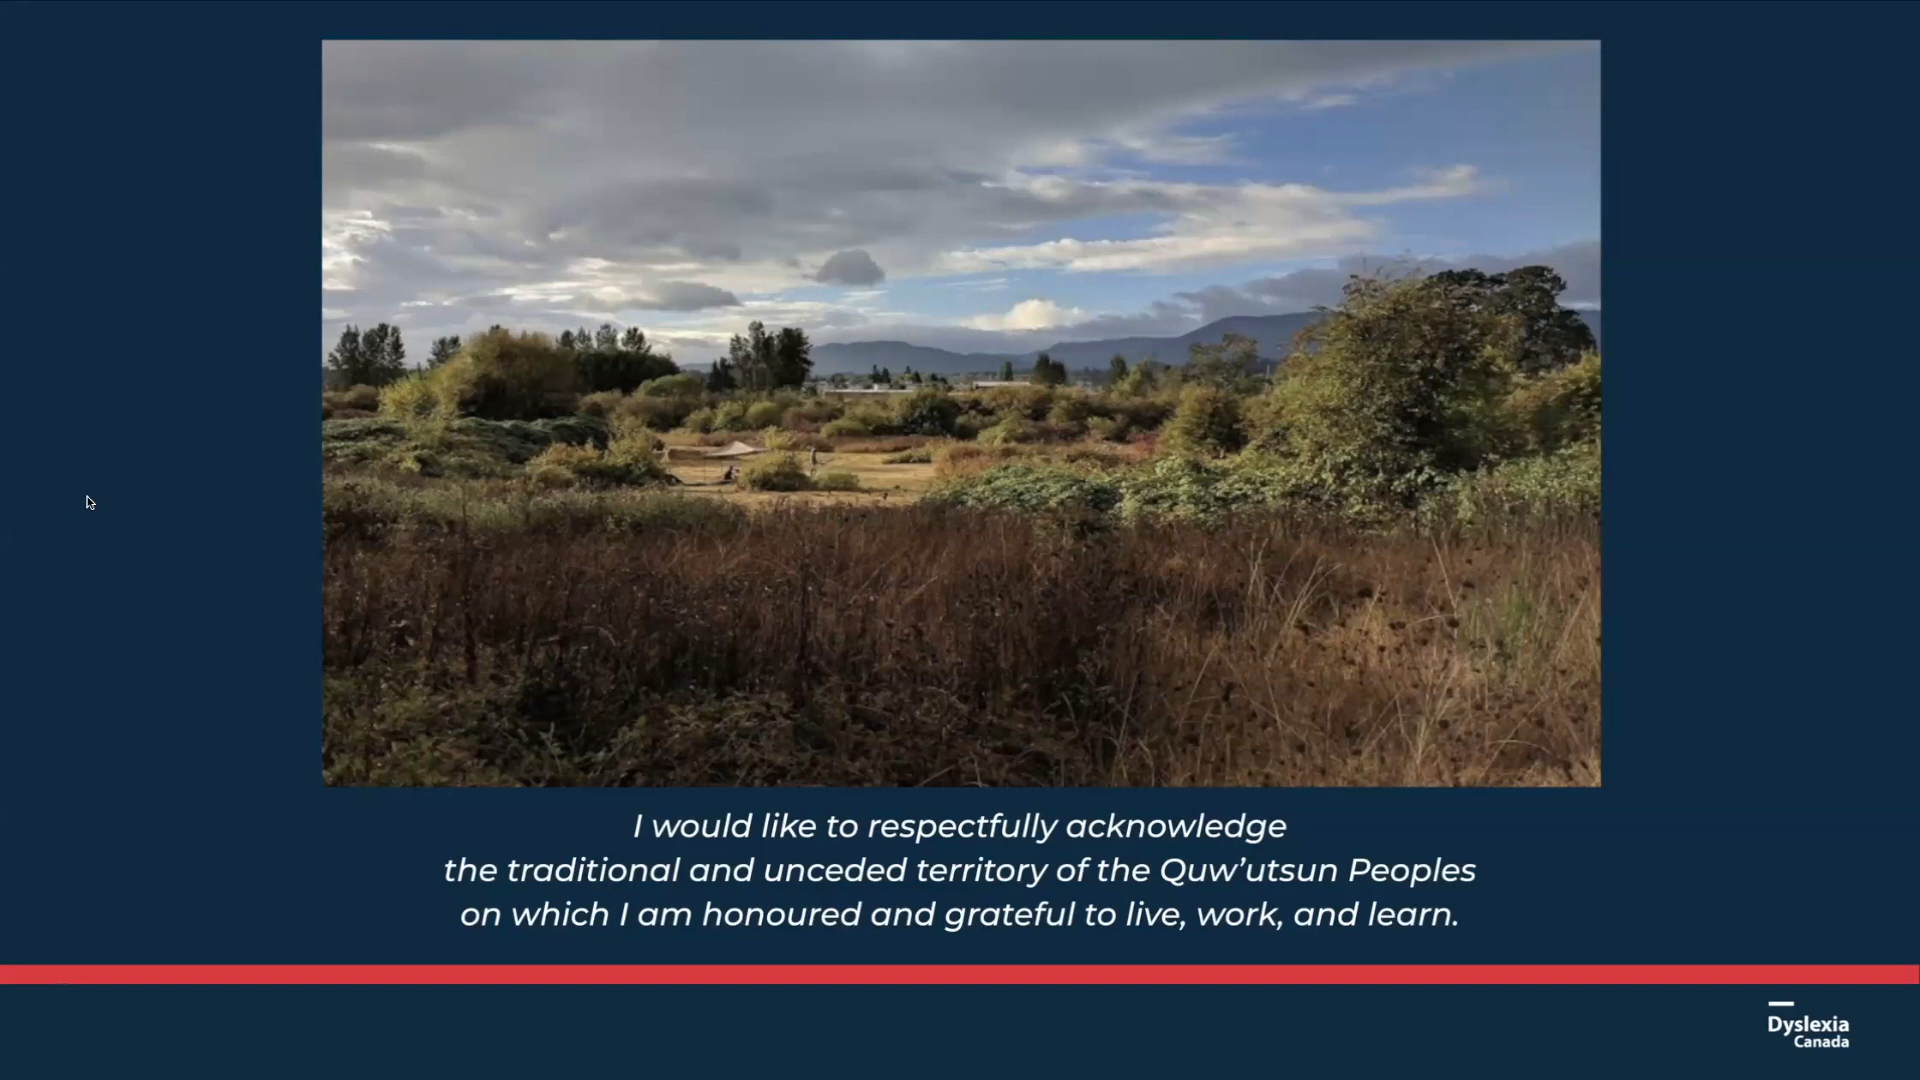 I would like to respectfully acknowledge
the traditional and unceded territory of the Quw’utsun Peoples
on which I am honoured and grateful to live, work, and learn.
Dyslexia
Canada